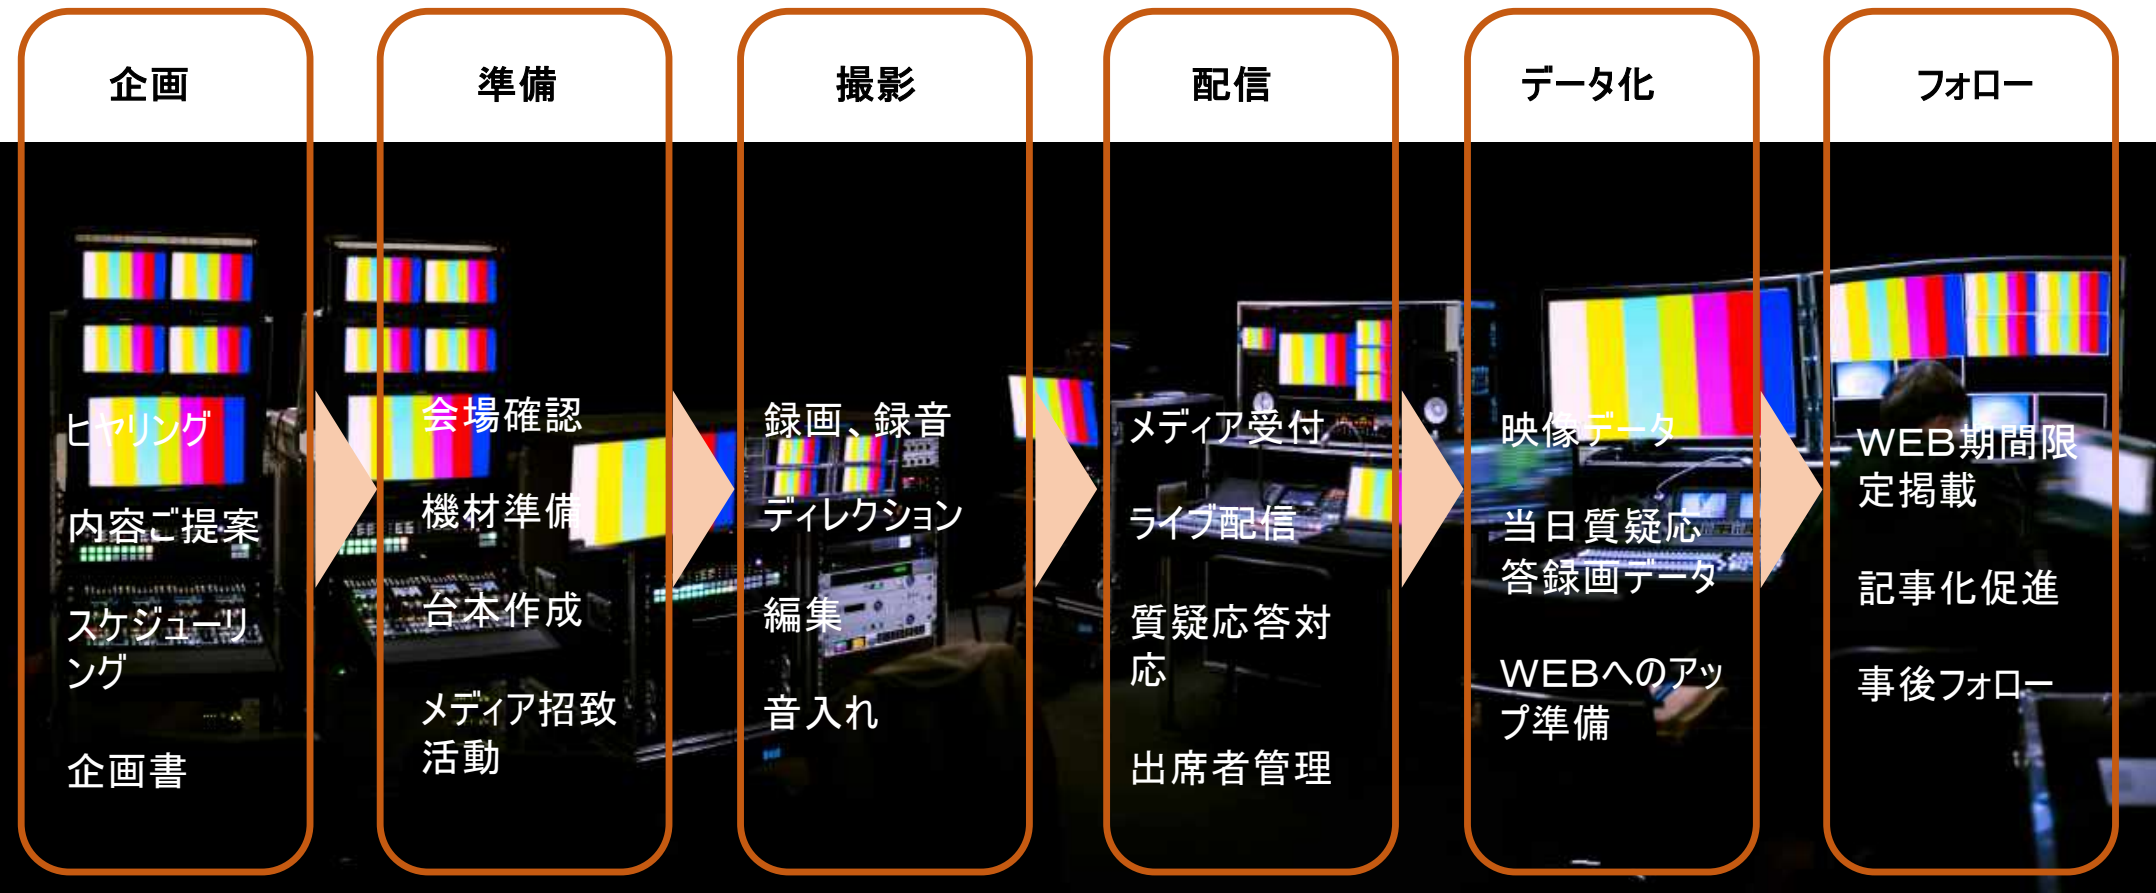 企画
ヒヤリング
内容ご提案
スケジューリ
ング
企画書
準備
会場確認
機材準備
台本作成
メディア招致
活動
撮影
録画、録音
ディレクション
編集
音入れ
配信
メディア受付
ライブ配信
質疑応答対
応
出席者管理
データ化
映像データ
当日質疑応
答録画データ
WEBへのアッ
プ準備
フォロー
WEB期間限
定掲載
記事化促進
事後フォロー